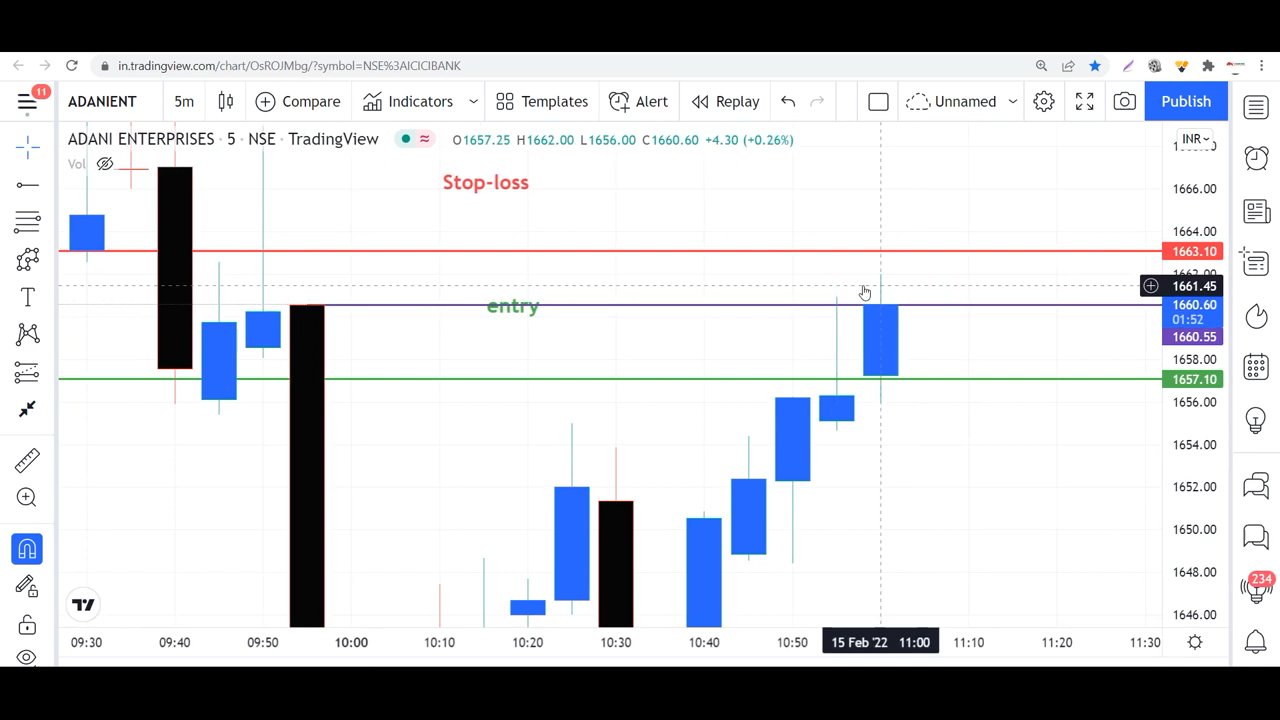 in.tradingview.com/chart/OsROJMbg/?symbol=NSE%3AICICIBANK
11
ADANIENT 5m Compare Indicators Templates Alert Replay Unnamed Publish
ADANI ENTERPRISES · 5 · NSE · TradingView O1657.25 H1662.00 L1656.00 C1660.60 +4.30 (+0.26%)
INR
Vol
Stop-loss
1666.00
1664.00
1663.10
1662.00
1661.45
entry
1660.60
01:52
1660.55
1658.00
1657.10
1656.00
1654.00
1652.00
1650.00
1648.00
234
1646.00
09:30 09:40 09:50 10:00 10:10 10:20 10:30 10:40 10:50 15 Feb '22 11:00 11:10 11:20 11:30